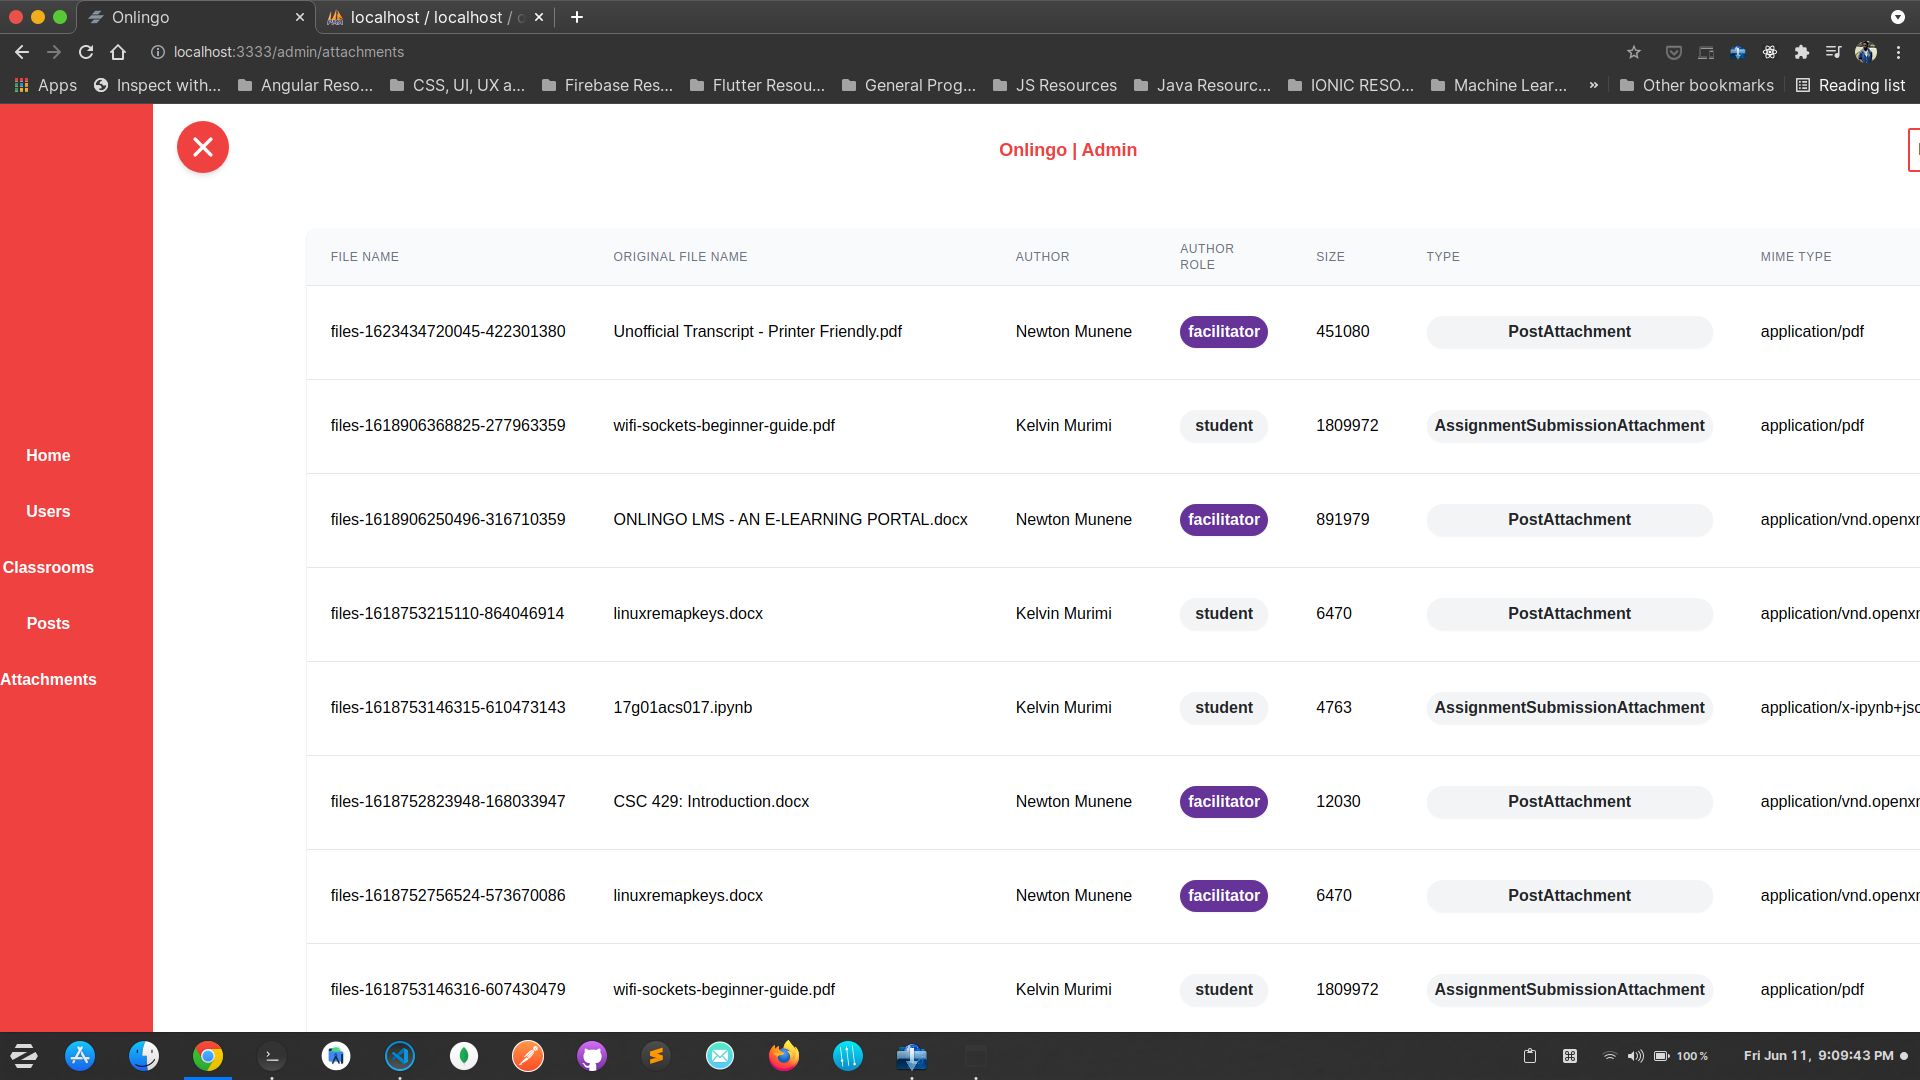 Onlingo
localhost / localhost /
localhost:3333/admin/attachments
Apps
Inspect with...
Angular Reso...
CSS, UI, UX a...
Firebase Res...
Flutter Resou...
General Prog...
JS Resources
Java Resourc...
IONIC RESO...
Machine Lear...
»
Other bookmarks
Reading list
Onlingo | Admin
Home
Users
Classrooms
Posts
Attachments
FILE NAME ORIGINAL FILE NAME AUTHOR AUTHOR ROLE SIZE TYPE MIME TYPE
files-1623434720045-422301380 Unofficial Transcript - Printer Friendly.pdf Newton Munene facilitator 451080 PostAttachment application/pdf
files-1618906368825-277963359 wifi-sockets-beginner-guide.pdf Kelvin Murimi student 1809972 AssignmentSubmissionAttachment application/pdf
files-1618906250496-316710359 ONLINGO LMS - AN E-LEARNING PORTAL.docx Newton Munene facilitator 891979 PostAttachment application/vnd.openxm
files-1618753215110-864046914 linuxremapkeys.docx Kelvin Murimi student 6470 PostAttachment application/vnd.openxm
files-1618753146315-610473143 17g01acs017.ipynb Kelvin Murimi student 4763 AssignmentSubmissionAttachment application/x-ipynb+jso
files-1618752823948-168033947 CSC 429: Introduction.docx Newton Munene facilitator 12030 PostAttachment application/vnd.openxm
files-1618752756524-573670086 linuxremapkeys.docx Newton Munene facilitator 6470 PostAttachment application/vnd.openxm
files-1618753146316-607430479 wifi-sockets-beginner-guide.pdf Kelvin Murimi student 1809972 AssignmentSubmissionAttachment application/pdf
100 %
Fri Jun 11, 9:09:43 PM